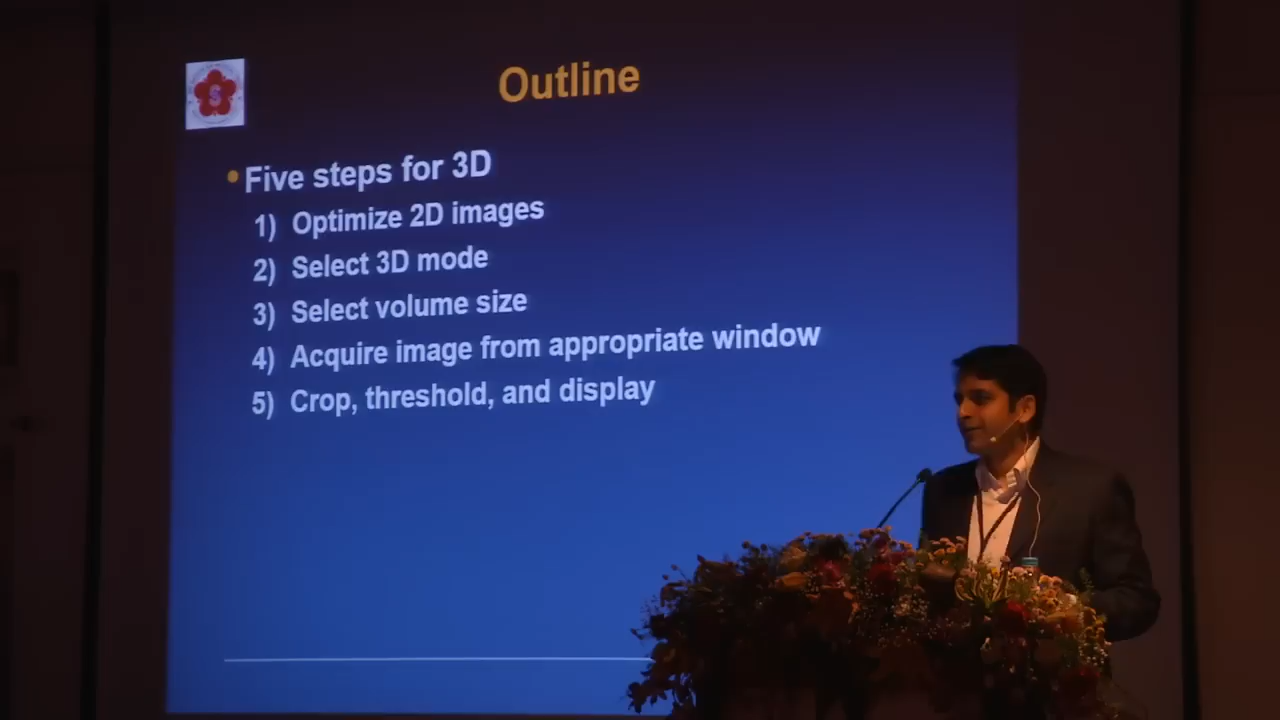 Outline
• Five steps for 3D
1) Optimize 2D images
2) Select 3D mode
3) Select volume size
4) Acquire image from appropriate window
5) Crop, threshold, and display